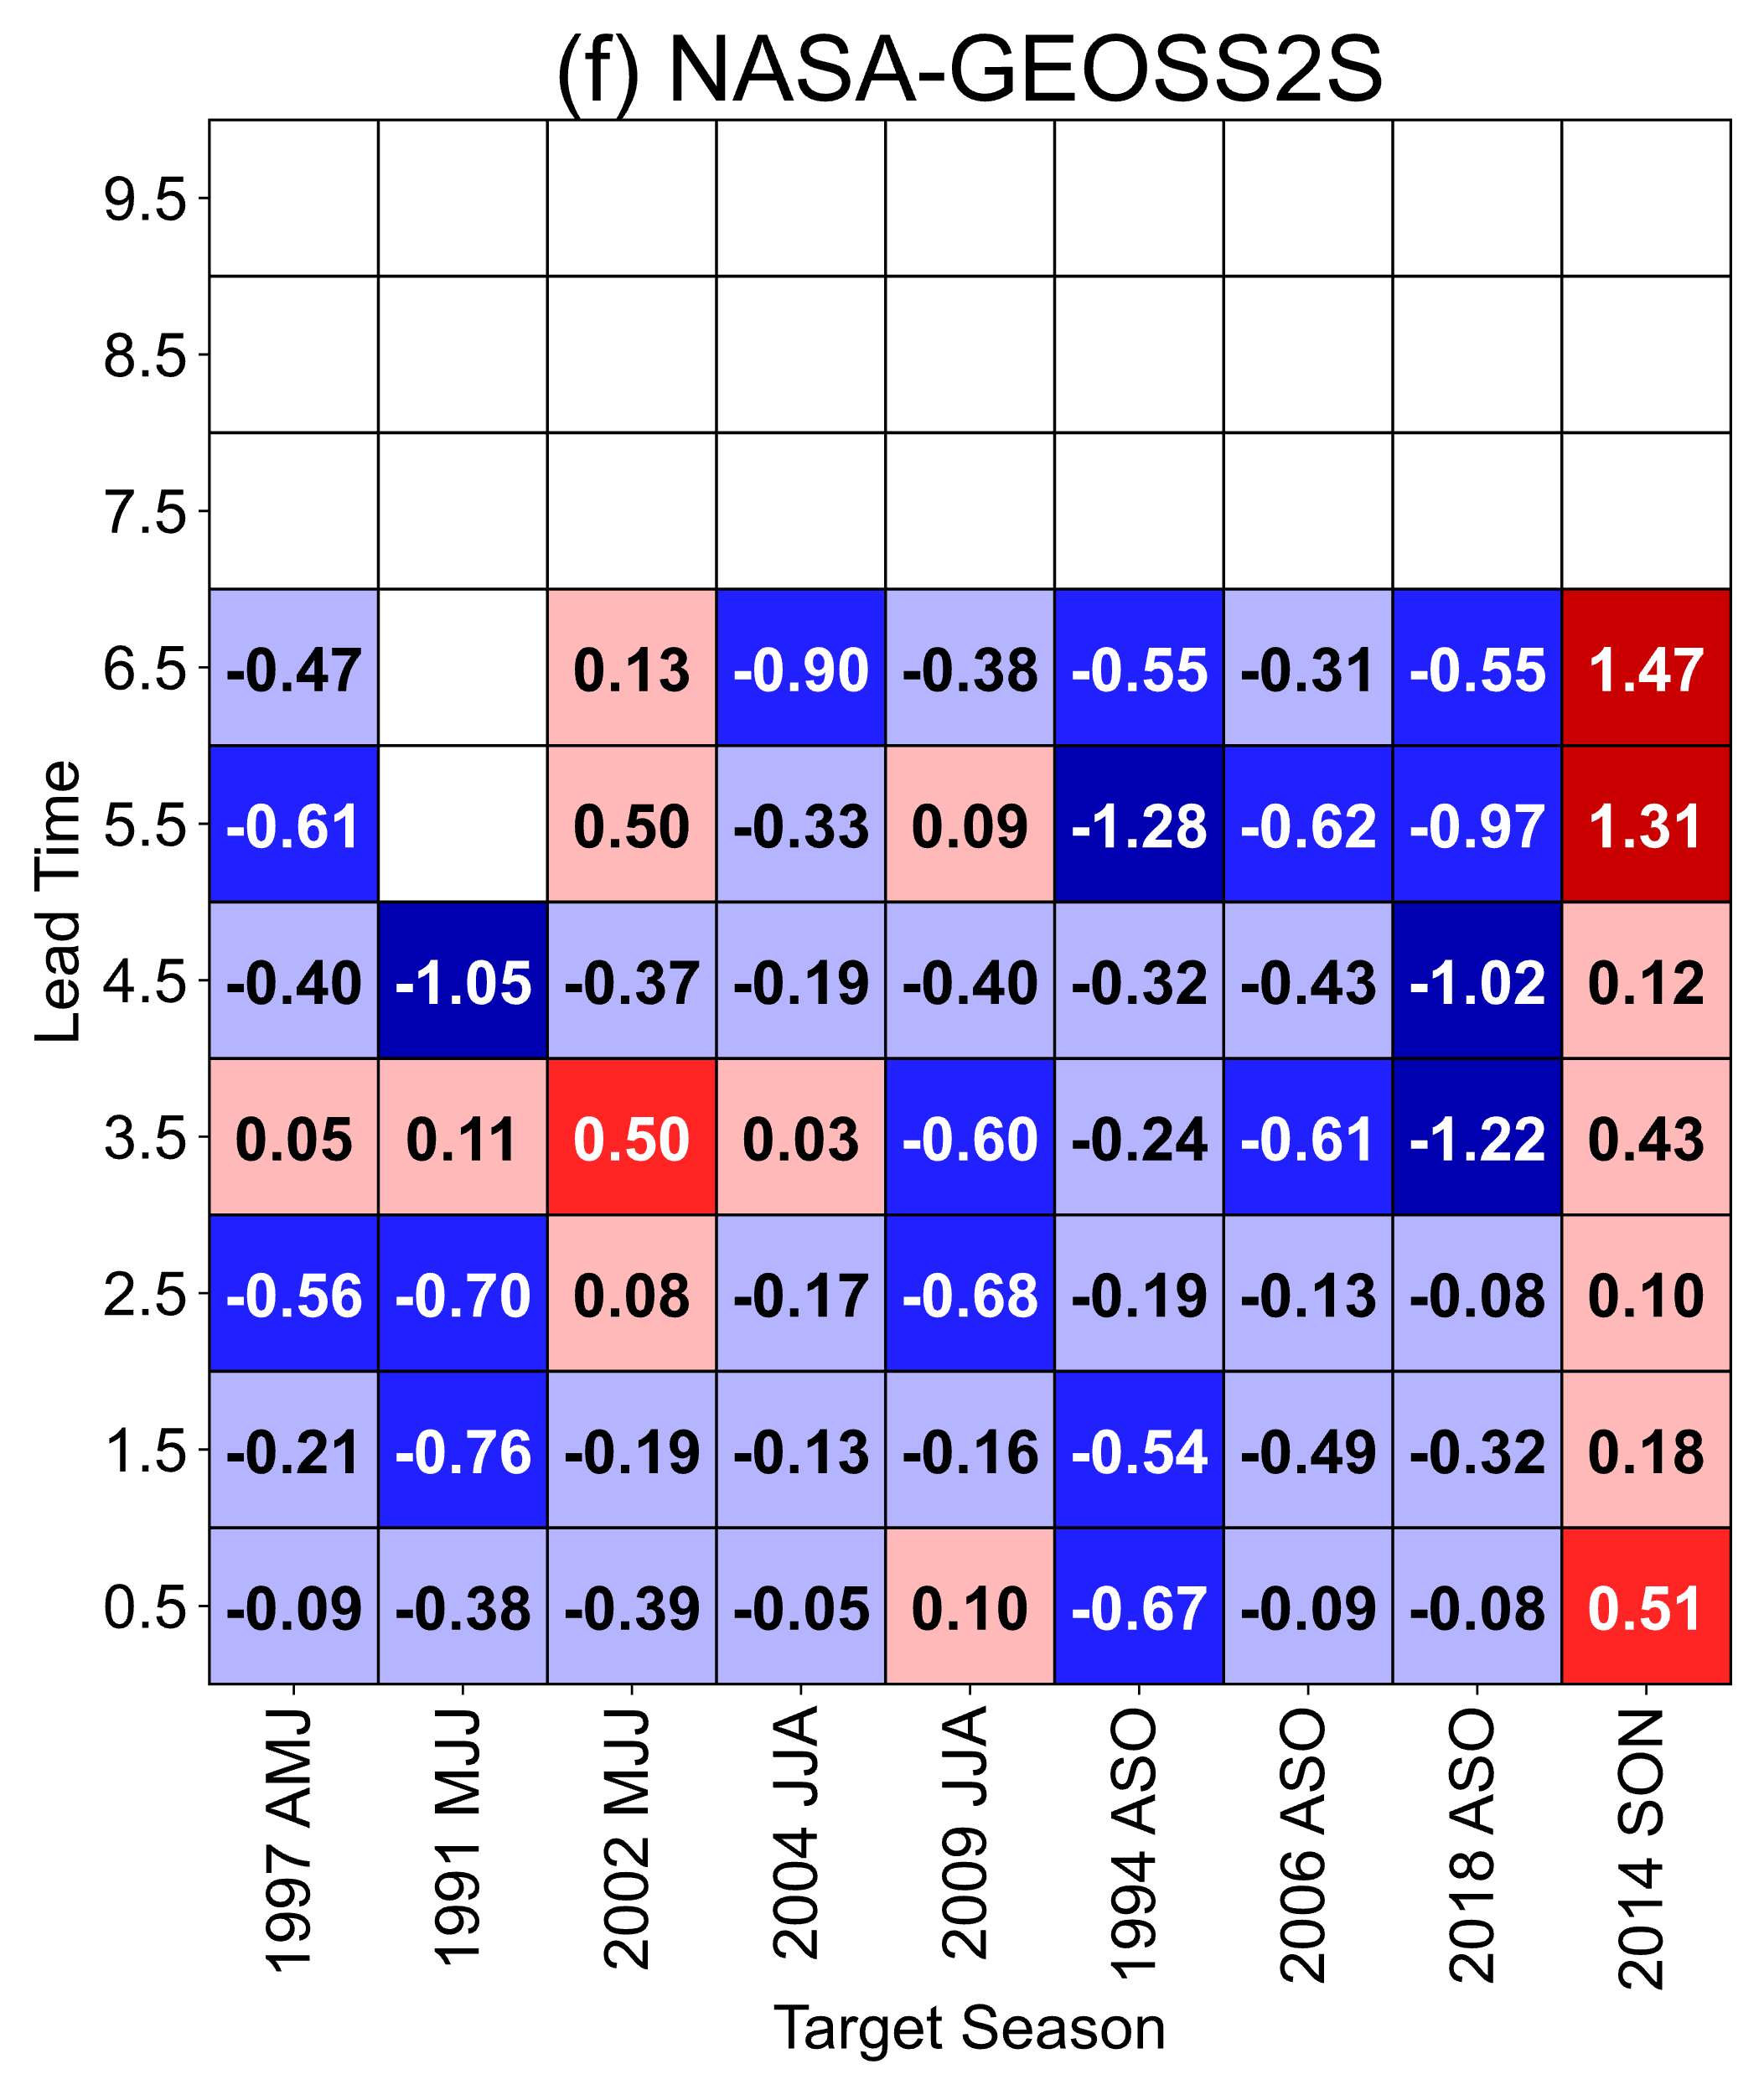 (f) NASA-GEOSS2S
9.5
8.5
7.5
6.5 -0.47 0.13 -0.90 -0.38 -0.55 -0.31 -0.55 1.47
5.5 -0.61 0.50 -0.33 0.09 -1.28 -0.62 -0.97 1.31
4.5 -0.40 -1.05 -0.37 -0.19 -0.40 -0.32 -0.43 -1.02 0.12
3.5 0.05 0.11 0.50 0.03 -0.60 -0.24 -0.61 -1.22 0.43
2.5 -0.56 -0.70 0.08 -0.17 -0.68 -0.19 -0.13 -0.08 0.10
1.5 -0.21 -0.76 -0.19 -0.13 -0.16 -0.54 -0.49 -0.32 0.18
0.5 -0.09 -0.38 -0.39 -0.05 0.10 -0.67 -0.09 -0.08 0.51
Lead Time
1997 AMJ
1991 MJJ
2002 MJJ
2004 JJA
2009 JJA
1994 ASO
2006 ASO
2018 ASO
2014 SON
Target Season